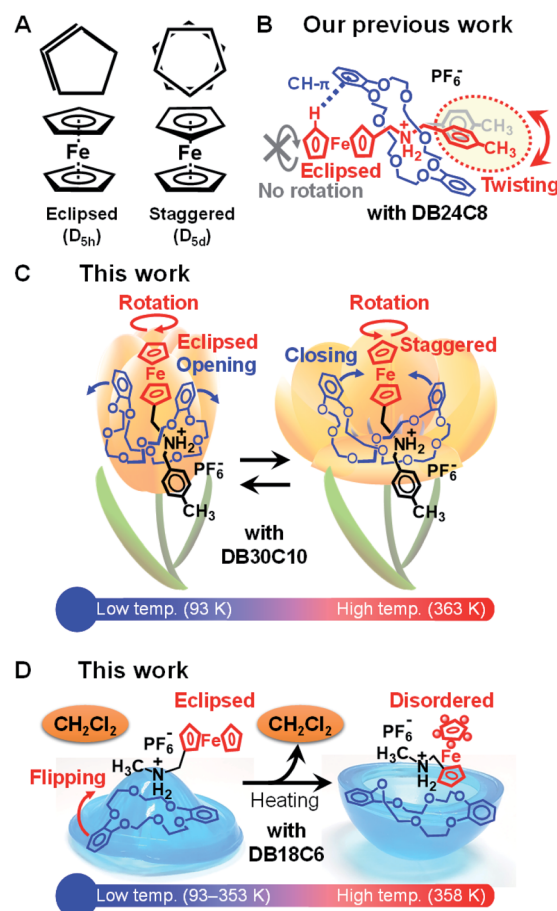 A
Fe
Eclipsed
(D5h)
Fe
Staggered
(D5d)
B Our previous work
CH-π
PF6-
H
Fe
N+
H2
CH3
CH3
Eclipsed
No rotation
Twisting
with DB24C8
O
O
O
O
O
O
O
O
C This work
Rotation
Fe
Eclipsed
Opening
O
O
O
O
O
O
O
O
O
O
NH2+
PF6-
CH3
with
DB30C10
Rotation
Fe
Staggered
Closing
O
O
O
O
O
O
O
O
O
O
NH2+
PF6-
CH3
Low temp. (93 K)
High temp. (363 K)
D This work
CH2Cl2
Eclipsed
Fe
PF6-
H3C
N+
H2
Flipping
O
O
O
O
O
O
CH2Cl2
Heating
with
DB18C6
Disordered
Fe
PF6-
H3C
N+
H2
O
O
O
O
O
O
Low temp. (93–353 K)
High temp. (358 K)